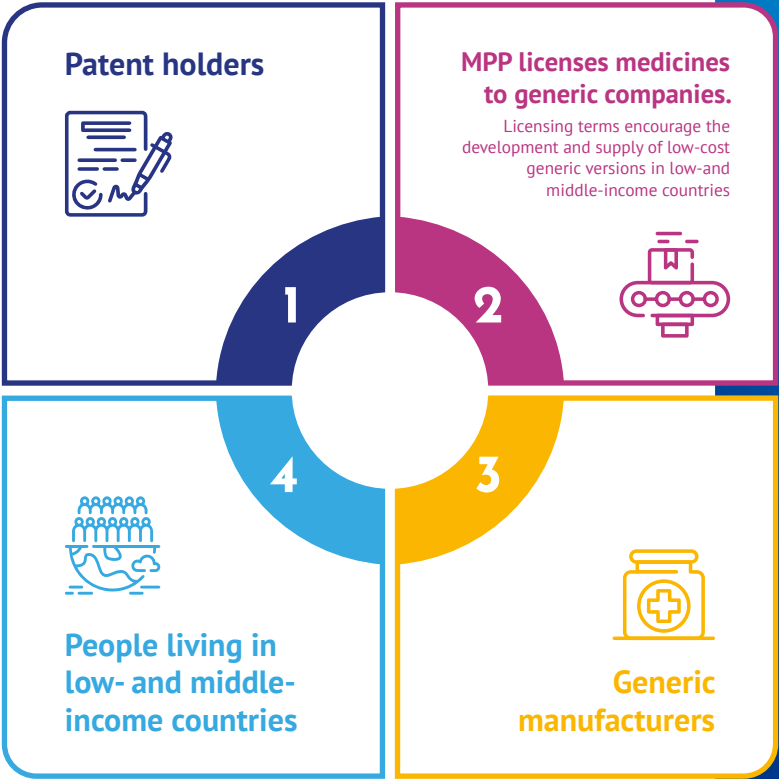 Patent holders
MPP licenses medicines
to generic companies.
Licensing terms encourage the
development and supply of low-cost
generic versions in low-and
middle-income countries
1
2
4
3
People living in
low- and middle-
income countries
Generic
manufacturers